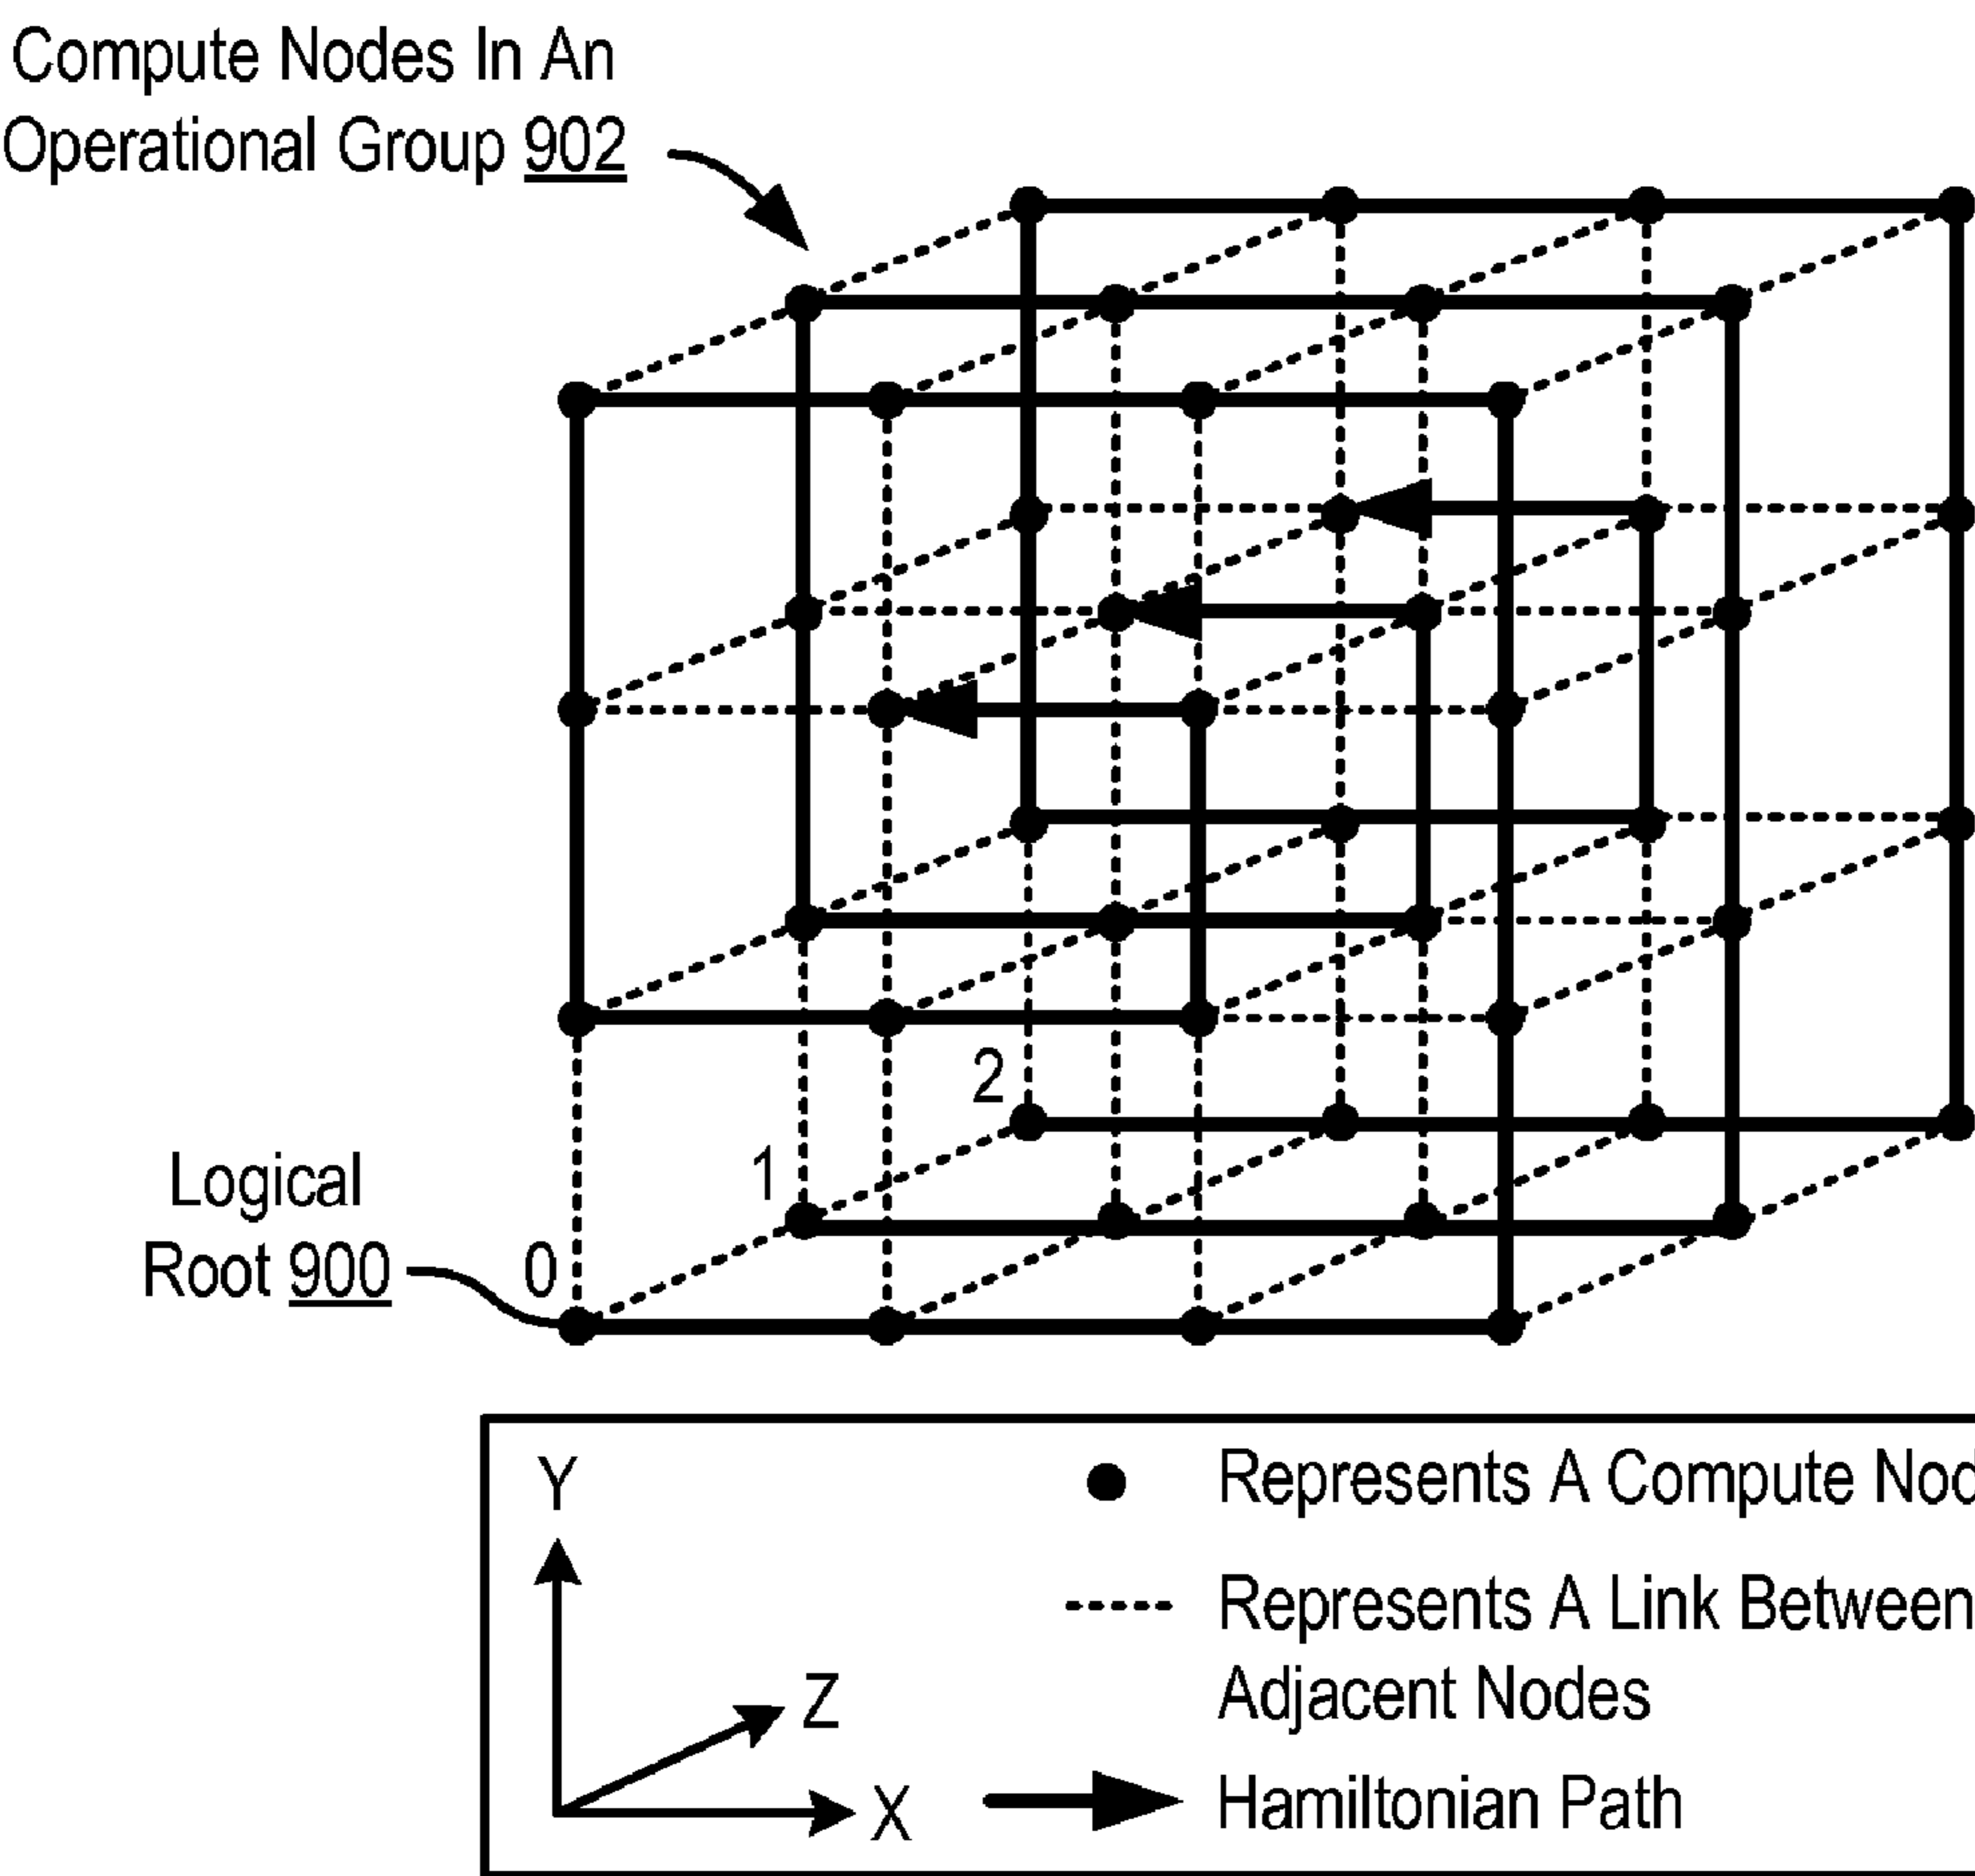 Compute Nodes In An
Operational Group 902
2
1
Logical
Root 900
0
Y
Z
X
Represents A Compute Nod
Represents A Link Between
Adjacent Nodes
Hamiltonian Path